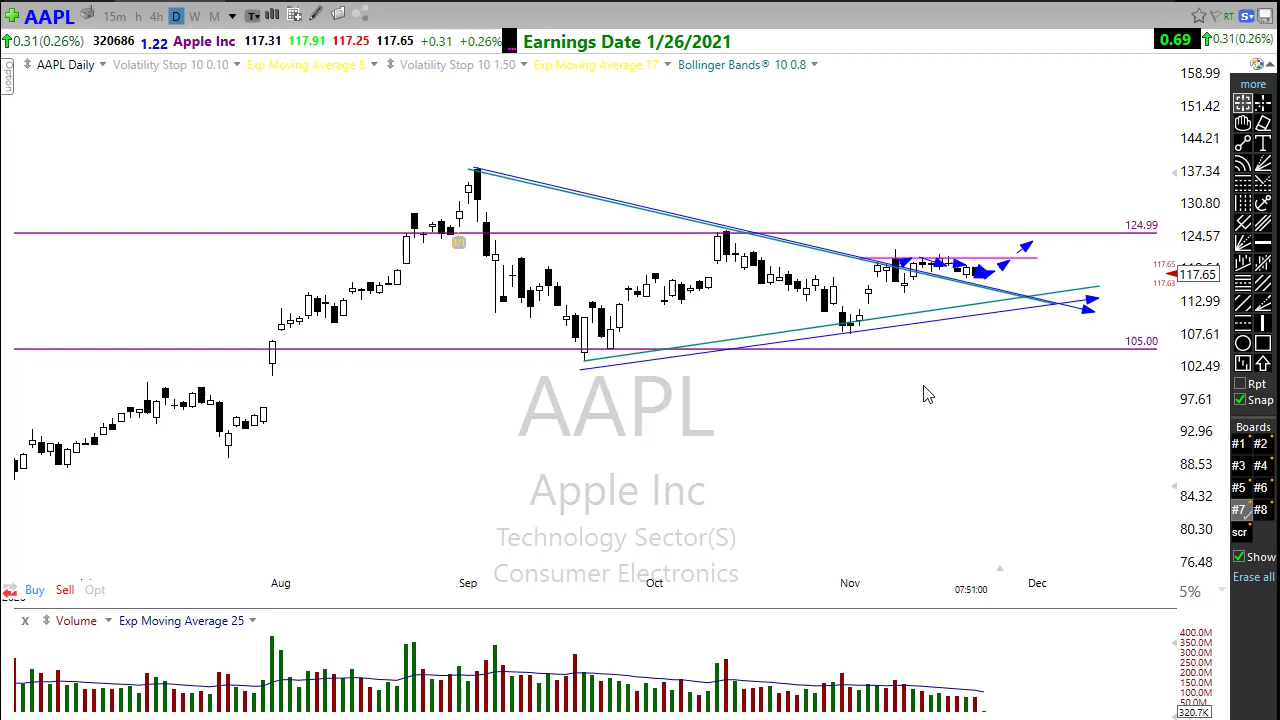 AAPL 15m h 4h D W M T RT S
0.31(0.26%) 320686 1.22 Apple Inc 117.31 117.91 117.25 117.65 +0.31 +0.26% Earnings Date 1/26/2021 0.69 0.31(0.26%)
Option
AAPL Daily Volatility Stop 10 0.10 Exp Moving Average 8 Volatility Stop 10 1.50 Exp Moving Average 17 Bollinger Bands® 10 0.8
158.99
151.42
144.21
137.34
130.80
124.57
117.65
112.99
107.61
102.49
97.61
92.96
88.53
84.32
80.30
76.48
5%
124.99
117.65
117.63
105.00
AAPL
Apple Inc
Technology Sector(S)
Consumer Electronics
Aug Sep Oct Nov Dec
07:51:00
Buy Sell Opt
x Volume Exp Moving Average 25
400.0M
350.0M
300.0M
250.0M
200.0M
150.0M
100.0M
50.0M
320.7K
more
T
Rpt
Snap
Boards
#1 #2
#3 #4
#5 #6
#7 #8
scr
Show
Erase all